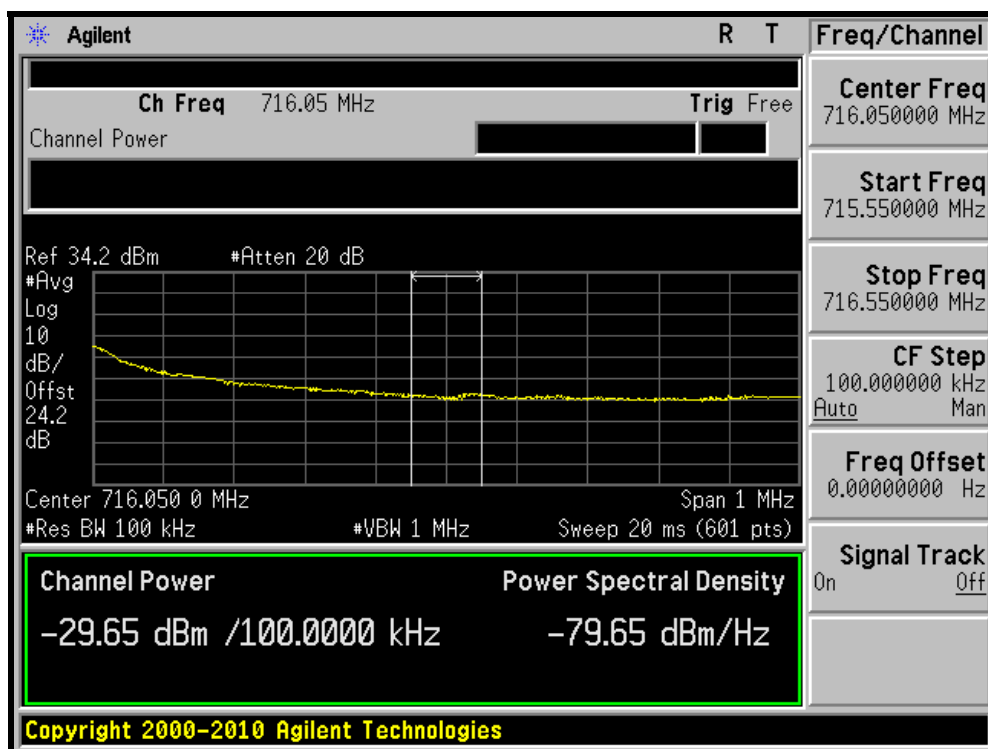 Agilent R T Freq/Channel
Ch Freq 716.05 MHz Trig Free
Channel Power
Center Freq
716.050000 MHz
Start Freq
715.550000 MHz
Stop Freq
716.550000 MHz
CF Step
100.000000 kHz
Auto Man
Freq Offset
0.00000000 Hz
Signal Track
On Off
Ref 34.2 dBm #Atten 20 dB
#Avg
Log
10
dB/
Offst
24.2
dB
Center 716.050 0 MHz Span 1 MHz
#Res BW 100 kHz #VBW 1 MHz Sweep 20 ms (601 pts)
Channel Power Power Spectral Density
-29.65 dBm /100.0000 kHz -79.65 dBm/Hz
Copyright 2000-2010 Agilent Technologies